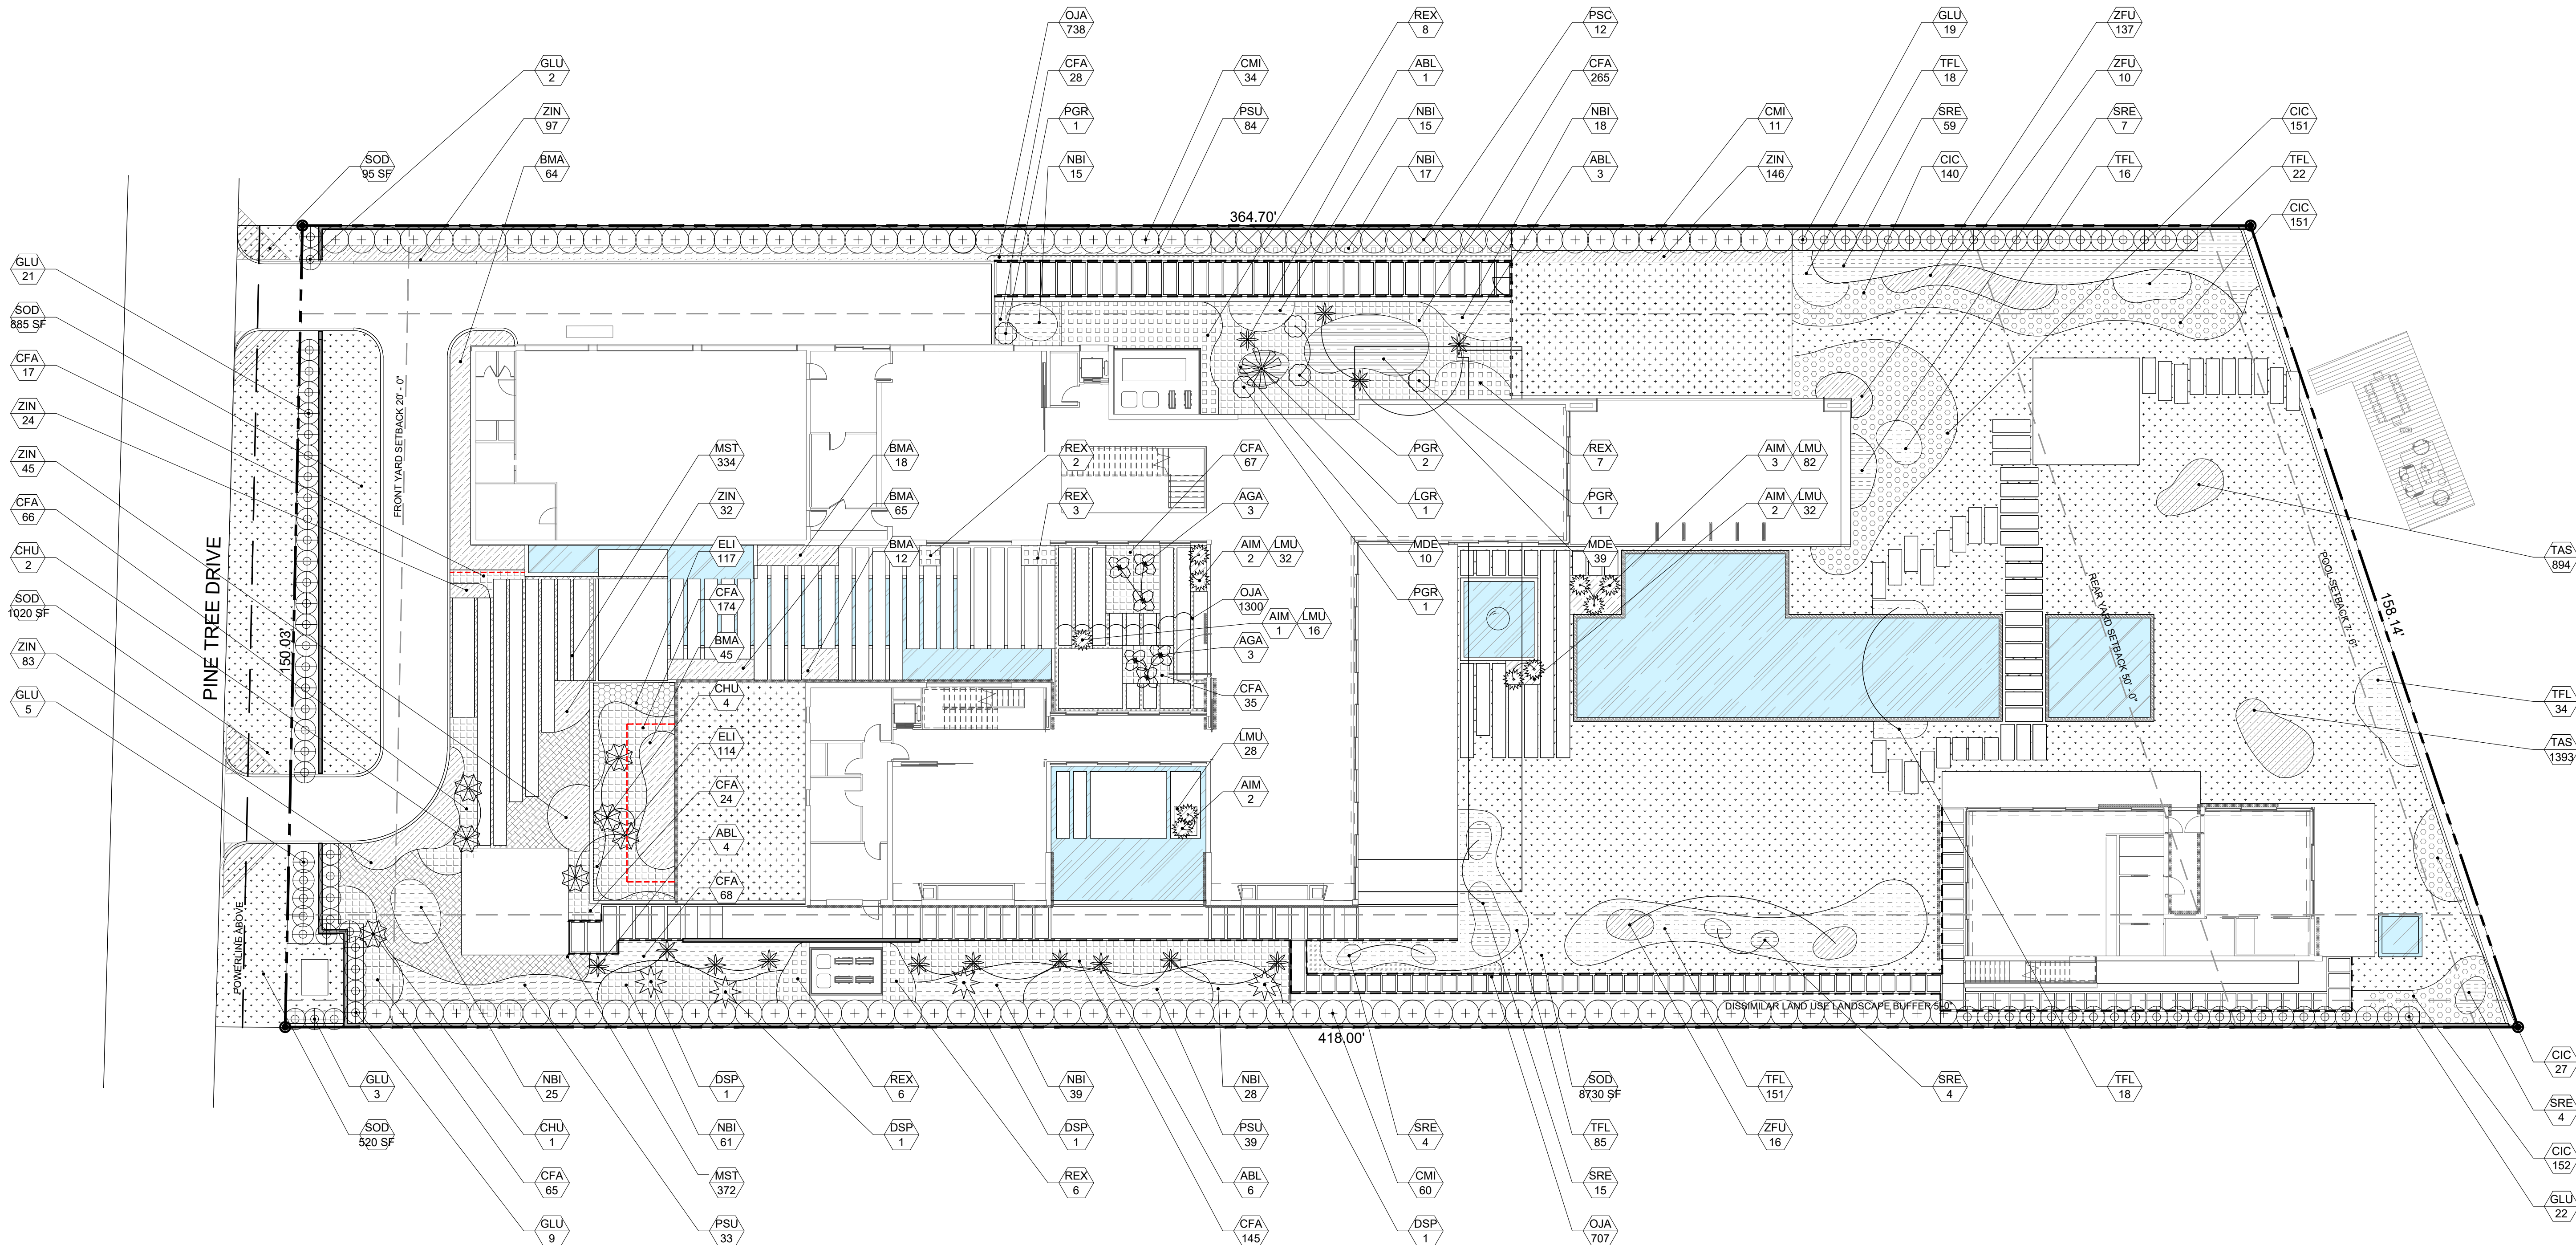 OJA
738
REX
8
PSC
12
GLU
19
ZFU
137
GLU
2
CFA
28
CMI
34
ABL
1
CFA
265
TFL
18
ZFU
10
ZIN
97
PGR
1
PSU
84
NBI
15
NBI
18
CMI
11
SRE
59
SRE
7
CIC
151
SOD
95 SF
BMA
64
NBI
15
NBI
17
ABL
3
ZIN
146
CIC
140
TFL
16
TFL
22
CIC
151
364.70'
GLU
21
SOD
885 SF
CFA
17
ZIN
24
ZIN
45
CFA
66
CHU
2
SOD
1020 SF
ZIN
83
GLU
5
PINE TREE DRIVE
150.03'
FRONT YARD SETBACK 20' - 0"
POWERLINE ABOVE
MST
334
BMA
18
REX
2
CFA
67
PGR
2
REX
7
AIM
3
LMU
82
ZIN
32
BMA
65
REX
3
AGA
3
LGR
1
PGR
1
AIM
2
LMU
32
ELI
117
BMA
12
AIM
2
LMU
32
MDE
10
MDE
39
CFA
174
OJA
1300
PGR
1
AIM
1
LMU
16
BMA
45
AGA
3
CHU
4
CFA
35
ELI
114
LMU
28
CFA
24
AIM
2
ABL
4
CFA
68
TAS
894
POOL SETBACK 7' - 6"
REAR YARD SETBACK 50' - 0"
158.14'
TFL
34
TAS
1393
DISSIMILAR LAND USE LANDSCAPE BUFFER 5'-0"
418.00'
GLU
3
NBI
25
DSP
1
REX
6
NBI
39
NBI
28
SOD
8730 SF
TFL
151
SRE
4
TFL
18
CIC
27
SOD
520 SF
CHU
1
NBI
61
DSP
1
DSP
1
PSU
39
SRE
4
TFL
85
ZFU
16
SRE
4
CFA
65
MST
372
REX
6
ABL
6
CMI
60
SRE
15
CIC
152
GLU
9
PSU
33
CFA
145
DSP
1
OJA
707
GLU
22